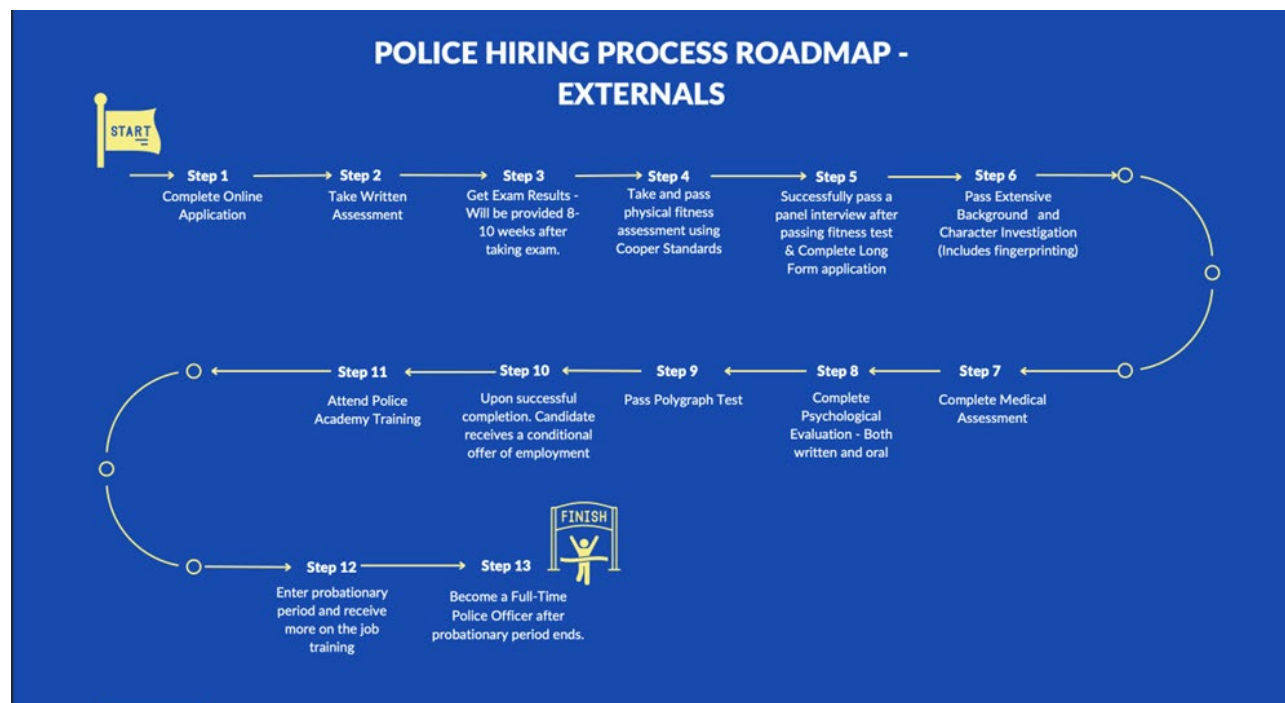 POLICE HIRING PROCESS ROADMAP -
EXTERNALS
START
Step 1
Complete Online
Application
Step 2
Take Written
Assessment
Step 3
Get Exam Results -
Will be provided 8-
10 weeks after
taking exam.
Step 4
Take and pass
physical fitness
assessment using
Cooper Standards
Step 5
Successfully pass a
panel interview after
passing fitness test
& Complete Long
Form application
Step 6
Pass Extensive
Background and
Character Investigation
(Includes fingerprinting)
Step 7
Complete Medical
Assessment
Step 8
Complete
Psychological
Evaluation - Both
written and oral
Step 9
Pass Polygraph Test
Step 10
Upon successful
completion. Candidate
receives a conditional
offer of employment
Step 11
Attend Police
Academy Training
Step 12
Enter probationary
period and receive
more on the job
training
Step 13
Become a Full-Time
Police Officer after
probationary period ends.
FINISH